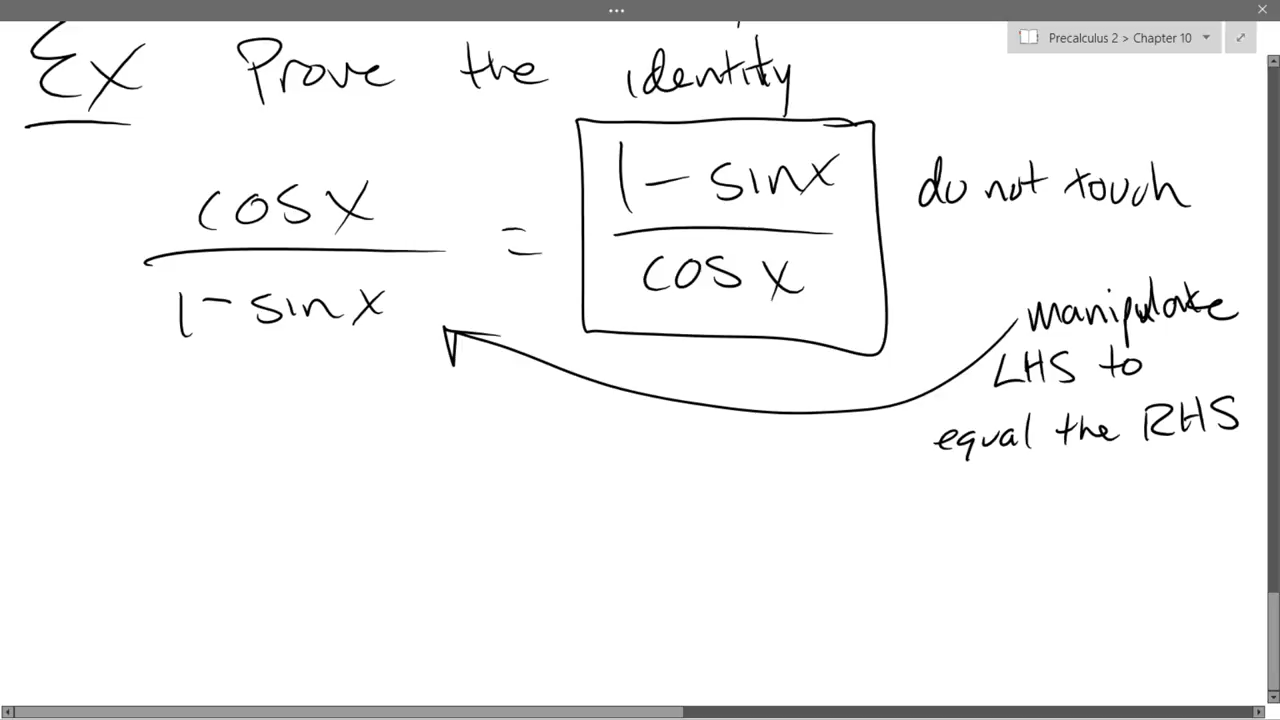 Precalculus 2 > Chapter 10
Ex Prove the identity
cos x / 1 - sin x = 1 - sin x / cos x
do not touch
manipulate
LHS to
equal the RHS